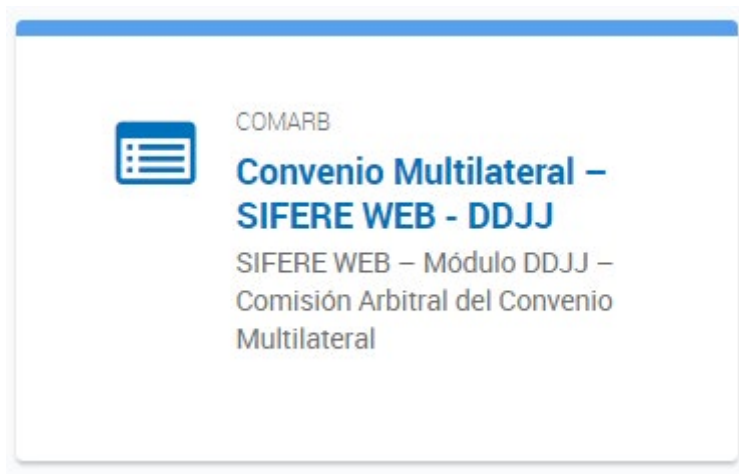 COMARB
Convenio Multilateral –
SIFERE WEB - DDJJ
SIFERE WEB – Módulo DDJJ –
Comisión Arbitral del Convenio
Multilateral